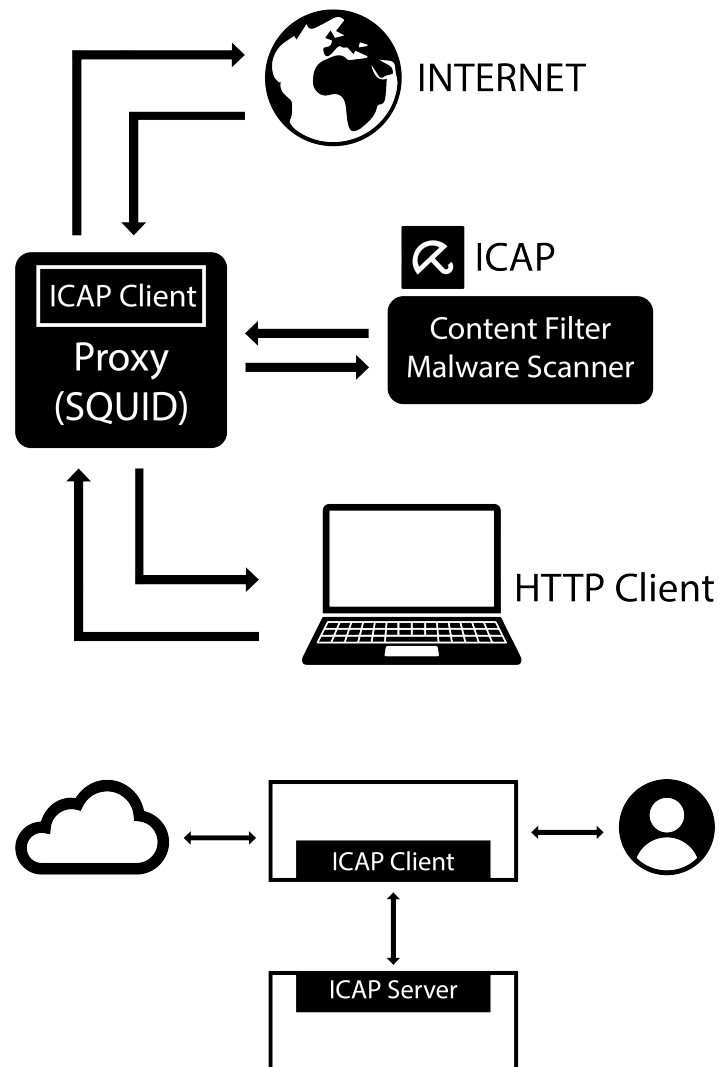 INTERNET
ICAP
ICAP Client
Proxy
(SQUID)
Content Filter
Malware Scanner
HTTP Client
ICAP Client
ICAP Server